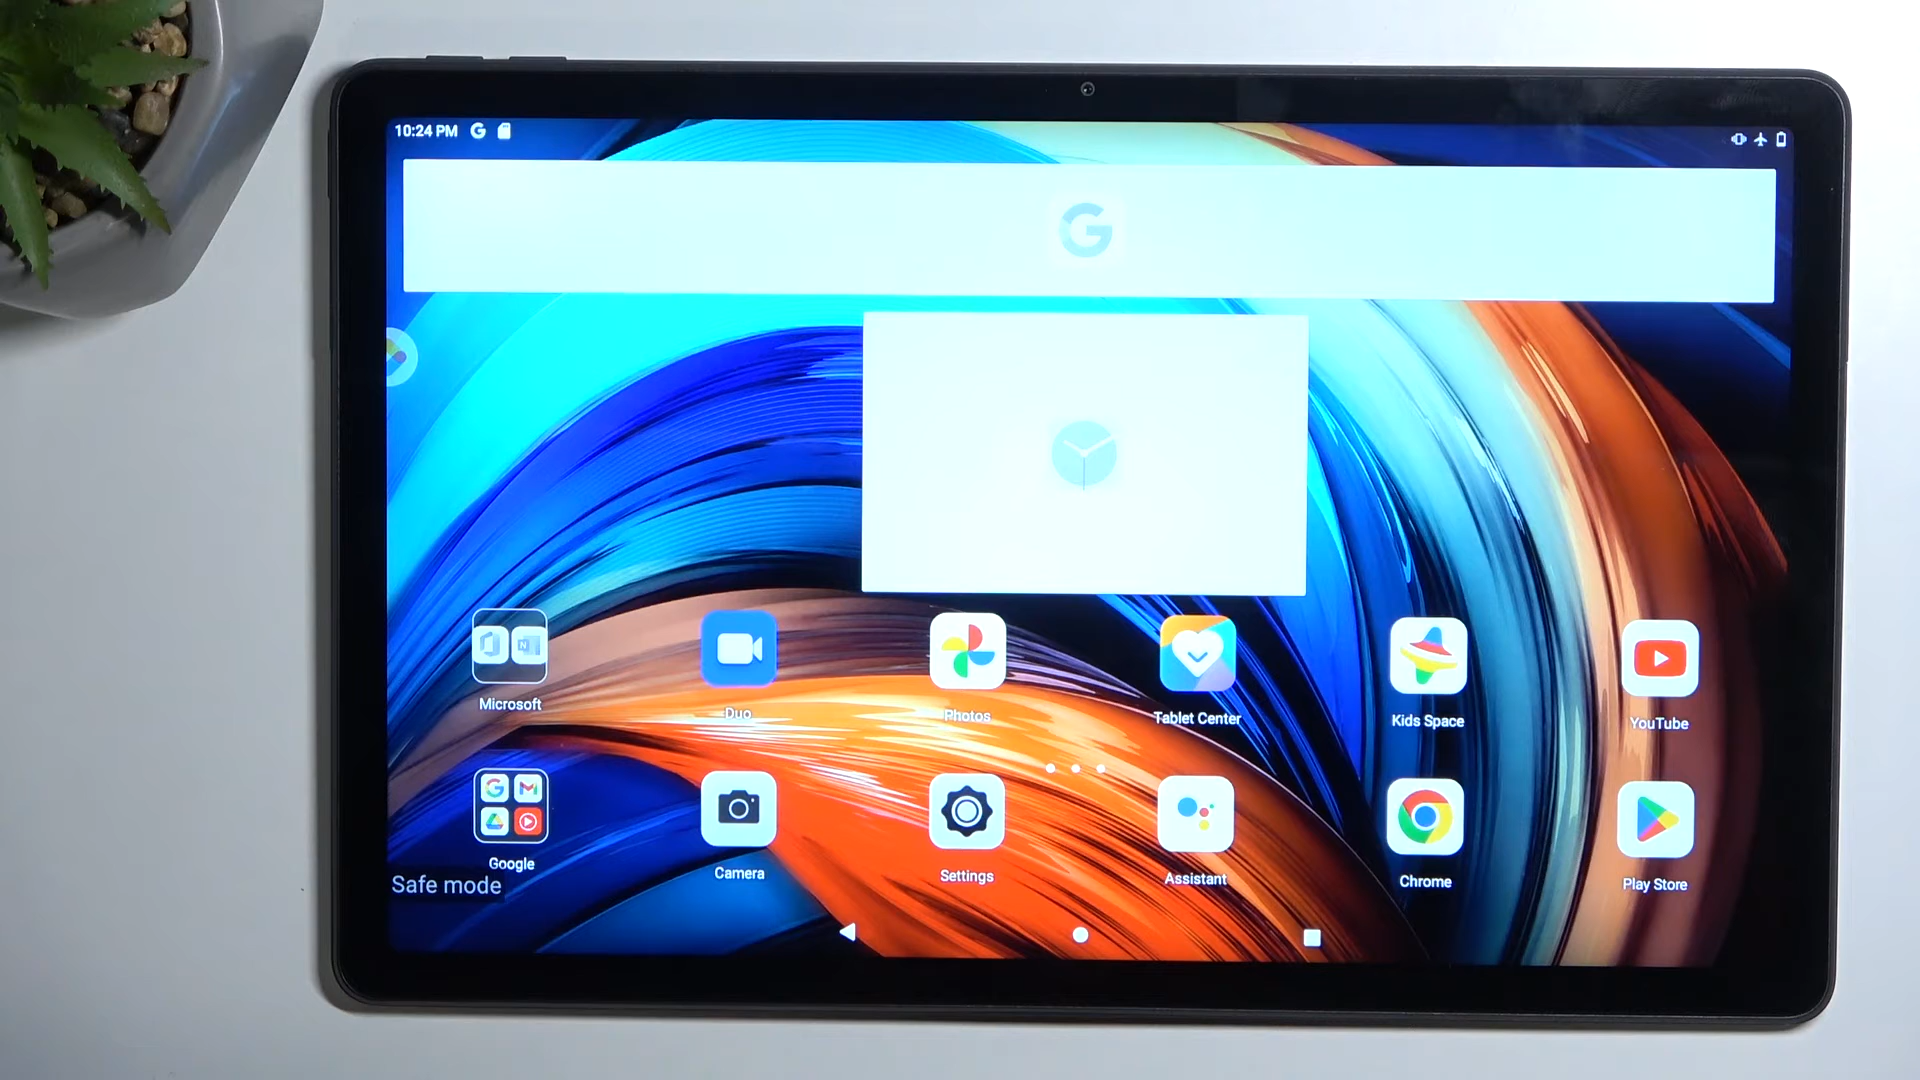 10:24 PM
Microsoft
Duo
Photos
Tablet Center
Kids Space
YouTube
Google
Camera
Settings
Assistant
Chrome
Play Store
Safe mode